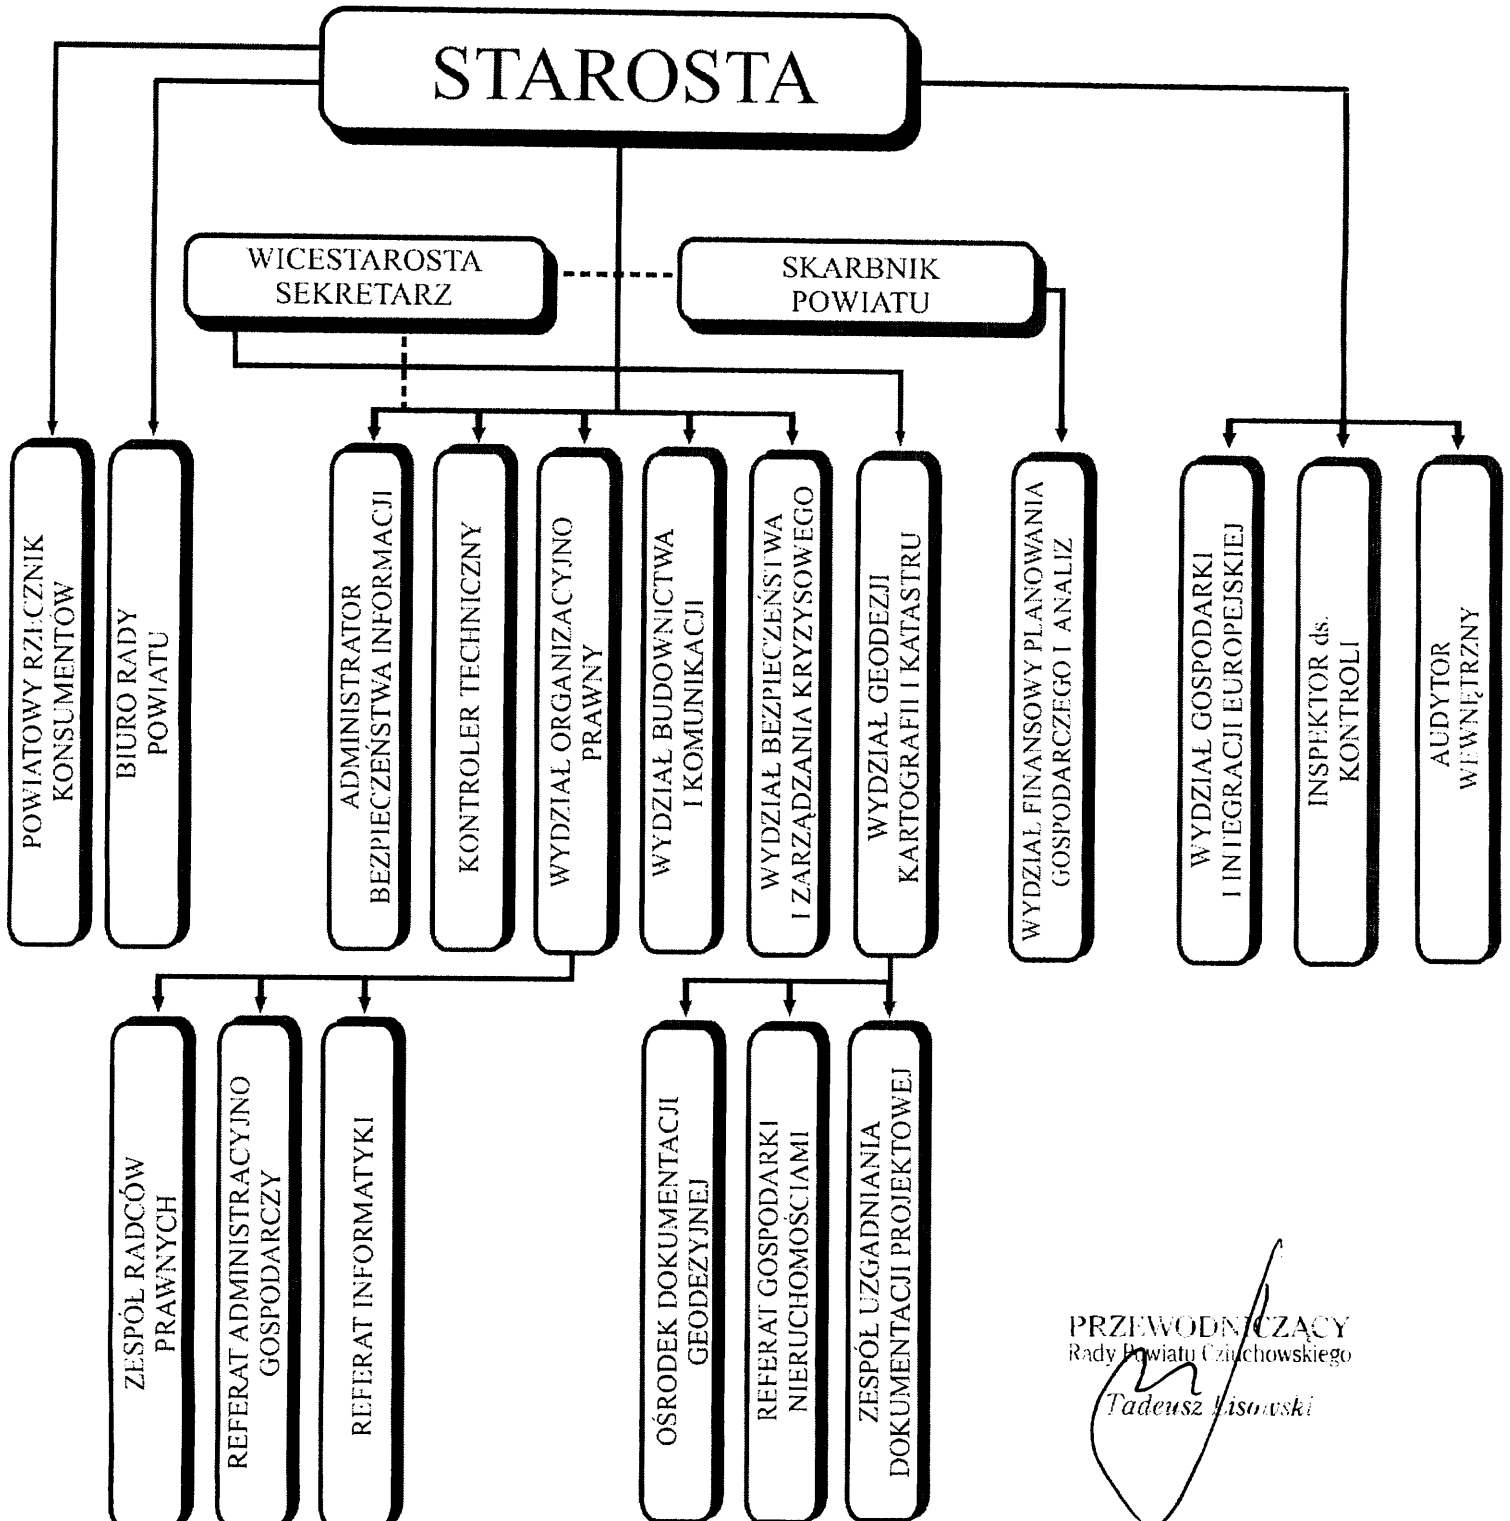 STAROSTA
WICESTAROSTA
SEKRETARZ
SKARBNIK
POWIATU
POWIATOWY RZECZNIK
KONSUMENTÓW
BIURO RADY
POWIATU
ADMINISTRATOR
BEZPIECZEŃSTWA INFORMACJI
KONTROLER TECHNICZNY
WYDZIAŁ ORGANIZACYJNO
PRAWNY
WYDZIAŁ BUDOWNICTWA
I KOMUNIKACJI
WYDZIAŁ BEZPIECZEŃSTWA
I ZARZĄDZANIA KRYZYSOWEGO
WYDZIAŁ GEODEZJI
KARTOGRAFII I KATASTRU
WYDZIAŁ FINANSOWY PLANOWANIA
GOSPODARCZEGO I ANALIZ
WYDZIAŁ GOSPODARKI
I INTEGRACJI EUROPEJSKIEJ
INSPEKTOR ds.
KONTROLI
AUDYTOR
WEWNĘTRZNY
ZESPÓŁ RADCÓW
PRAWNYCH
REFERAT ADMINISTRACYJNO
GOSPODARCZY
REFERAT INFORMATYKI
OŚRODEK DOKUMENTACJI
GEODEZYJNEJ
REFERAT GOSPODARKI
NIERUCHOMOŚCIAMI
ZESPÓŁ UZGADNIANIA
DOKUMENTACJI PROJEKTOWEJ
PRZEWODNICZĄCY
Rady Powiatu Człuchowskiego
Tadeusz Lisowski